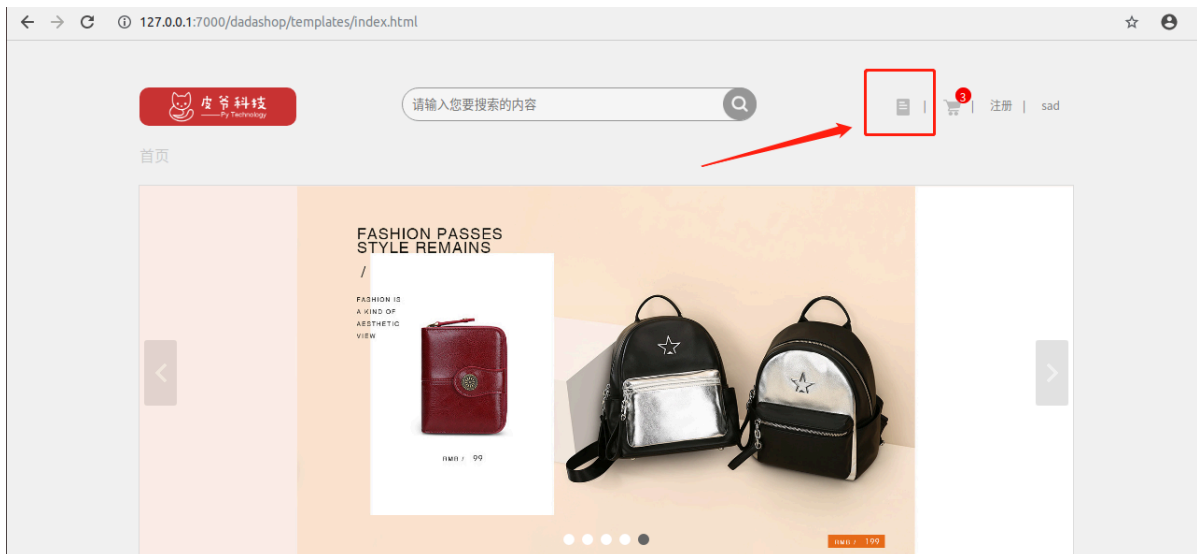 127.0.0.1:7000/dadashop/templates/index.html
皮爷科技
Py Technology
请输入您要搜索的内容
3
| 注册 | sad
首页
FASHION PASSES
STYLE REMAINS
/
FASHION IS
A KIND OF
AESTHETIC
VIEW
RMB / 99
RMB / 199